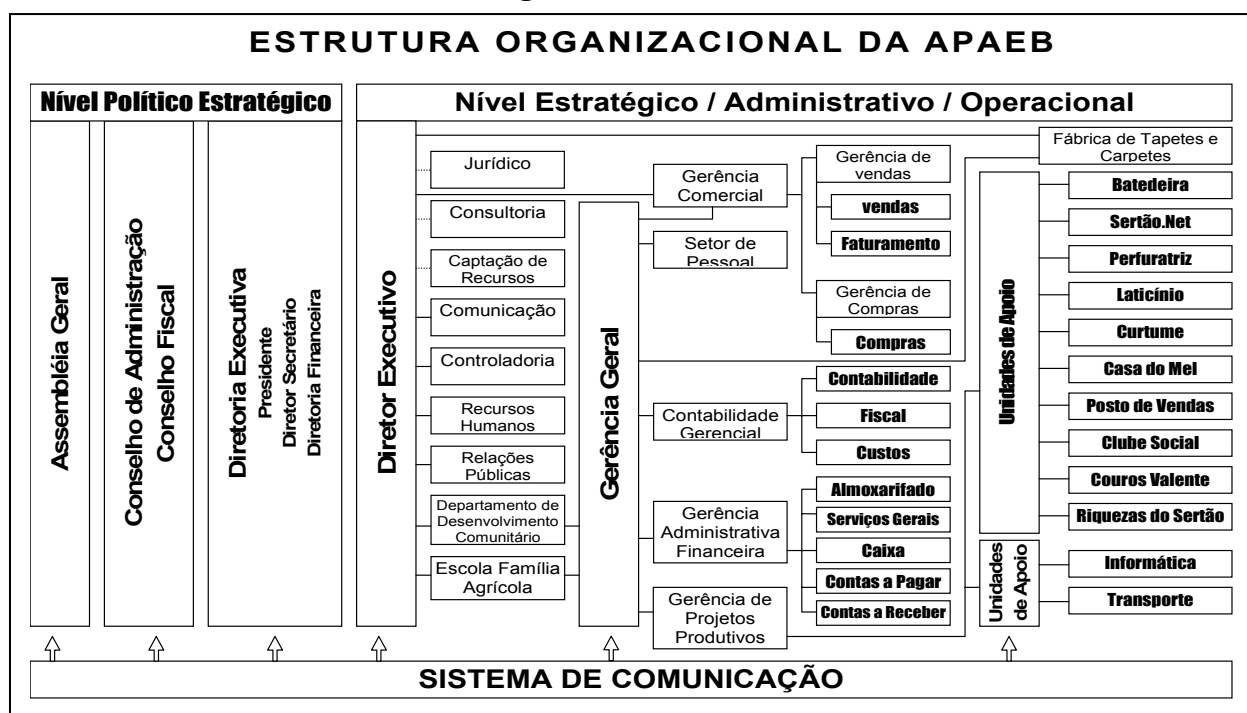 ESTRUTURA ORGANIZACIONAL DA APAEB
Nível Político Estratégico
Nível Estratégico / Administrativo / Operacional
Assembléia Geral
Conselho de Administração
Conselho Fiscal
Diretoria Executiva
Presidente
Diretor Secretário
Diretoria Financeira
Diretor Executivo
Jurídico
Consultoria
Captação de
Recursos
Comunicação
Controladoria
Recursos
Humanos
Relações
Públicas
Departamento de
Desenvolvimento
Comunitário
Escola Família
Agrícola
Gerência Geral
Gerência
Comercial
Setor de
Pessoal
Contabilidade
Gerencial
Gerência
Administrativa
Financeira
Gerência de
Projetos
Produtivos
Gerência de
vendas
vendas
Faturamento
Gerência de
Compras
Compras
Contabilidade
Fiscal
Custos
Almoxarifado
Serviços Gerais
Caixa
Contas a Pagar
Contas a Receber
Fábrica de Tapetes e
Carpetes
Unidades de Apoio
Batedeira
Sertão.Net
Perfuratriz
Laticínio
Curtume
Casa do Mel
Posto de Vendas
Clube Social
Couros Valente
Riquezas do Sertão
Unidades
de Apoio
Informática
Transporte
SISTEMA DE COMUNICAÇÃO